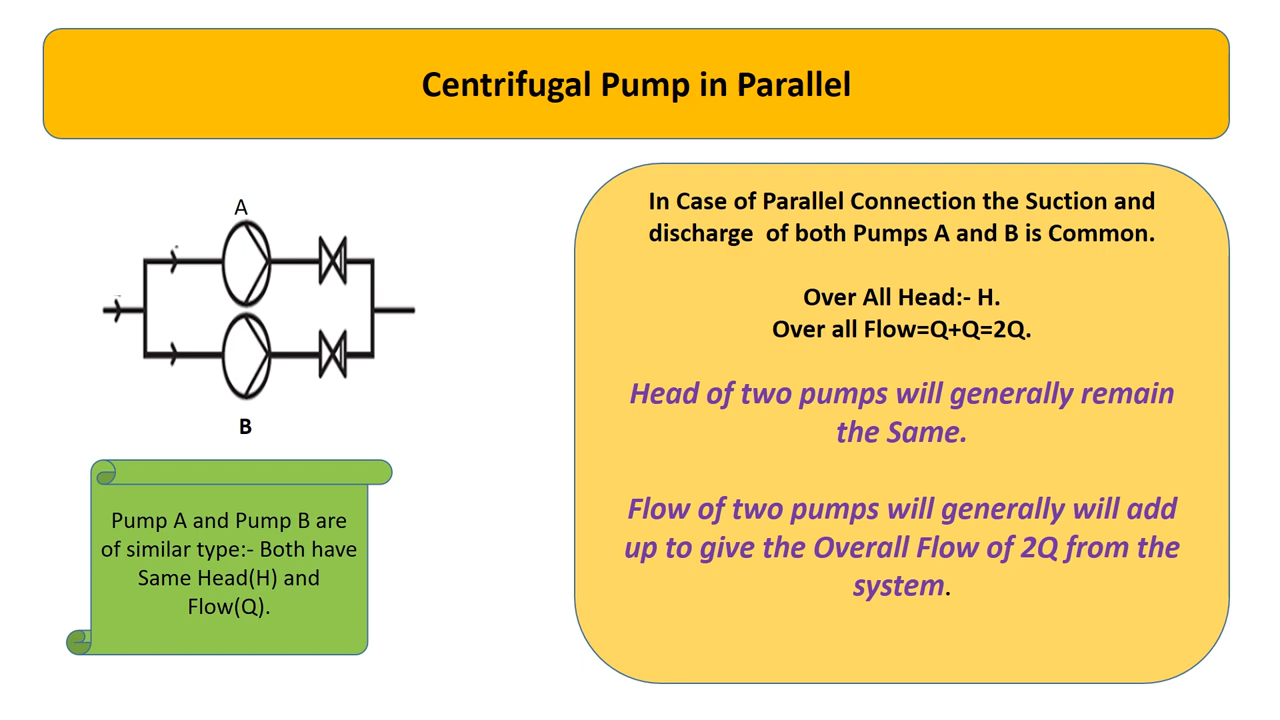 Centrifugal Pump in Parallel
A
B
Pump A and Pump B are
of similar type:- Both have
Same Head(H) and
Flow(Q).
In Case of Parallel Connection the Suction and
discharge  of both Pumps A and B is Common.
Over All Head:- H.
Over all Flow=Q+Q=2Q.
Head of two pumps will generally remain
the Same.
Flow of two pumps will generally will add
up to give the Overall Flow of 2Q from the
system.